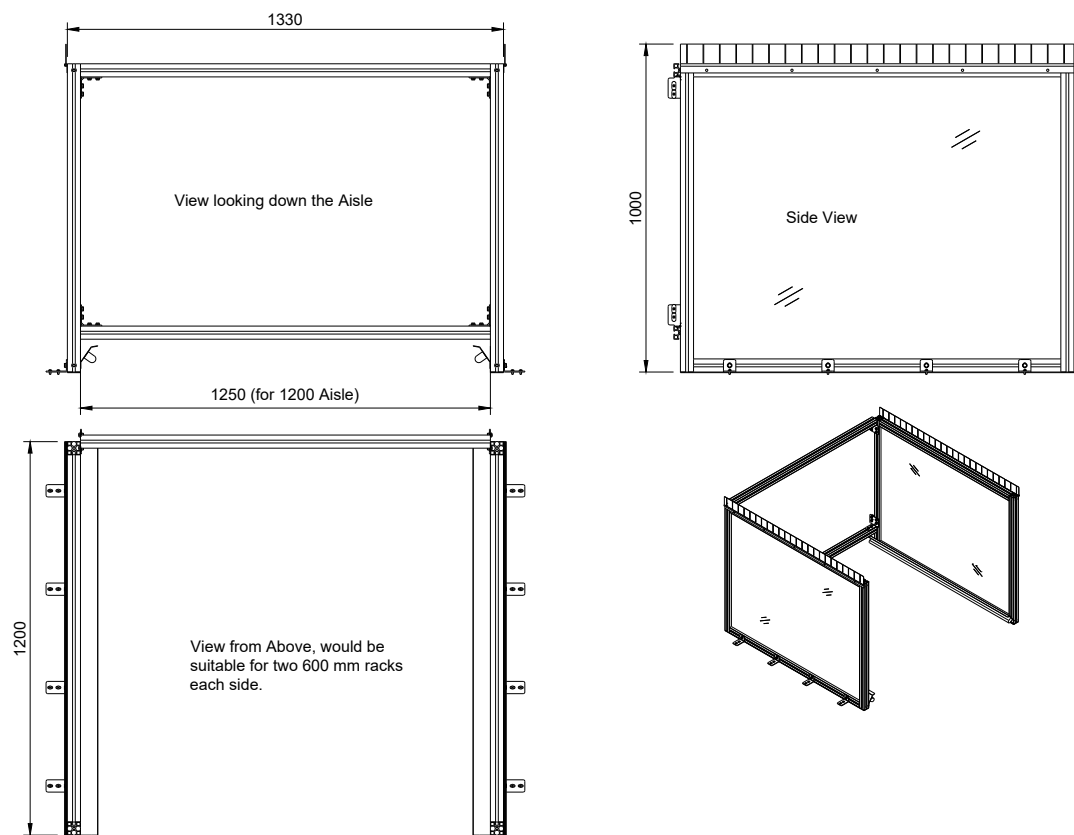 1330
View looking down the Aisle
1250 (for 1200 Aisle)
1000
Side View
1200
View from Above, would be
suitable for two 600 mm racks
each side.